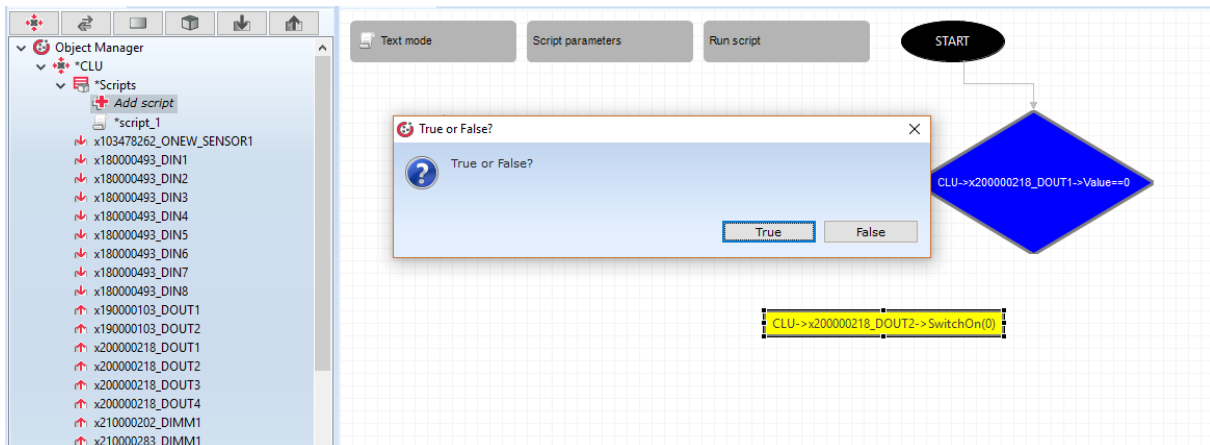 Object Manager
*CLU
*Scripts
Add script
*script_1
x103478262_ONEW_SENSOR1
x180000493_DIN1
x180000493_DIN2
x180000493_DIN3
x180000493_DIN4
x180000493_DIN5
x180000493_DIN6
x180000493_DIN7
x180000493_DIN8
x190000103_DOUT1
x190000103_DOUT2
x200000218_DOUT1
x200000218_DOUT2
x200000218_DOUT3
x200000218_DOUT4
x210000202_DIMM1
x210000283_DIMM1
Text mode
Script parameters
Run script
START
True or False?
True or False?
True
False
CLU->x200000218_DOUT1->Value==0
CLU->x200000218_DOUT2->SwitchOn(0)